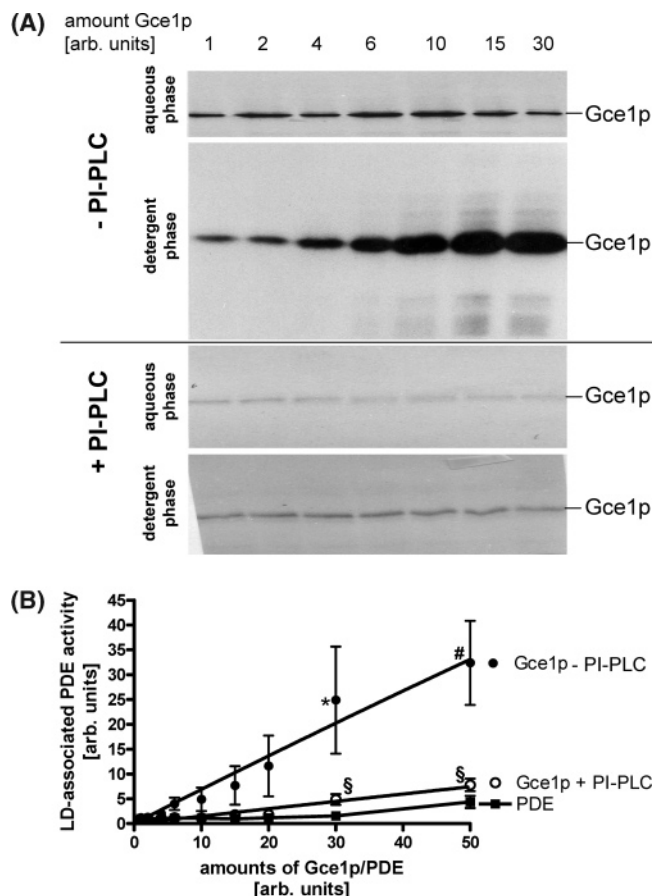 (A)
amount Gce1p
[arb. units]
1 2 4 6 10 15 30
- PI-PLC
aqueous
phase
Gce1p
detergent
phase
Gce1p
+ PI-PLC
aqueous
phase
Gce1p
detergent
phase
Gce1p
(B)
LD-associated PDE activity
[arb. units]
45
40
35
30
25
20
15
10
5
0
* # § §
Gce1p - PI-PLC
Gce1p + PI-PLC
PDE
0 10 20 30 40 50
amounts of Gce1p/PDE
[arb. units]